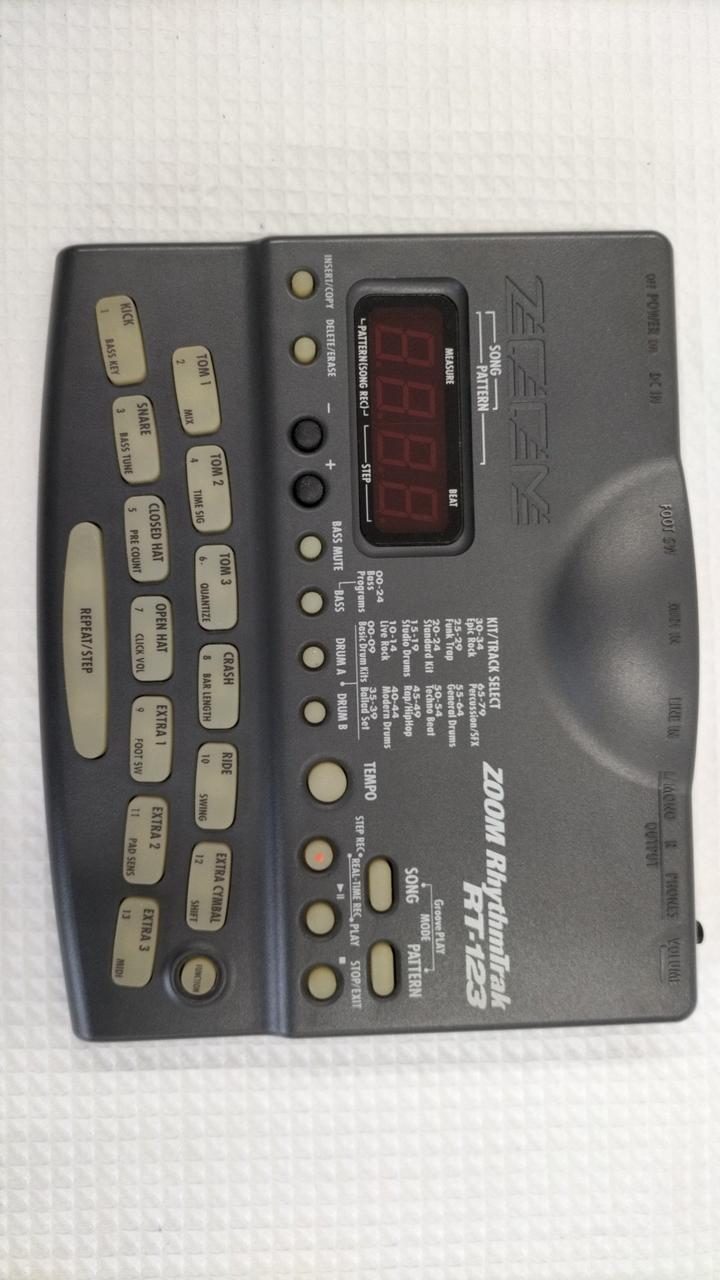 OFF POWER ON
DC IN
FOOT SW
LINE IN
L/MONO R
OUTPUT
PHONES
VOLUME
ZOOM
SONG
PATTERN
MEASURE
BEAT
8.8.8.8
PATTERN(SONG REC)
STEP
KIT/TRACK SELECT
30-34
Epic Rock
25-29
Funk Trap
20-24
Standard Kit
15-19
Studio Drums
10-14
Live Rock
00-09
Basic Drum Kits
65-79
Percussion/SFX
55-64
General Drums
50-54
Techno Beat
45-49
Rap/HipHop
40-44
Modern Drums
35-39
Ballad Set
00-24
Bass
Programs
ZOOM RhythmTrak
RT-123
GroovePLAY
MODE
SONG
PATTERN
INSERT/COPY
DELETE/ERASE
−
+
BASS MUTE
BASS
DRUM A
DRUM B
TEMPO
STEP REC
REAL-TIME REC
PLAY
STOP/EXIT
TOM 1
2 MIX
TOM 2
4 TIME SIG
TOM 3
6 QUANTIZE
CRASH
8 BAR LENGTH
RIDE
10 SWING
EXTRA CYMBAL
12 SHIFT
FUNCTION
KICK
1 BASS KEY
SNARE
3 BASS TUNE
CLOSED HAT
5 PRE COUNT
OPEN HAT
7 CLICK VOL
EXTRA 1
9 FOOT SW
EXTRA 2
11 PAD SENS
EXTRA 3
13 MIDI
REPEAT/STEP